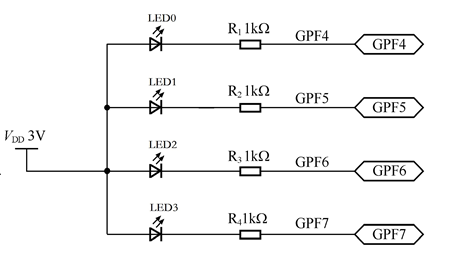 LED0
R1 1kΩ GPF4 GPF4
LED1
R2 1kΩ GPF5 GPF5
VDD 3V
LED2
R3 1kΩ GPF6 GPF6
LED3
R4 1kΩ GPF7 GPF7